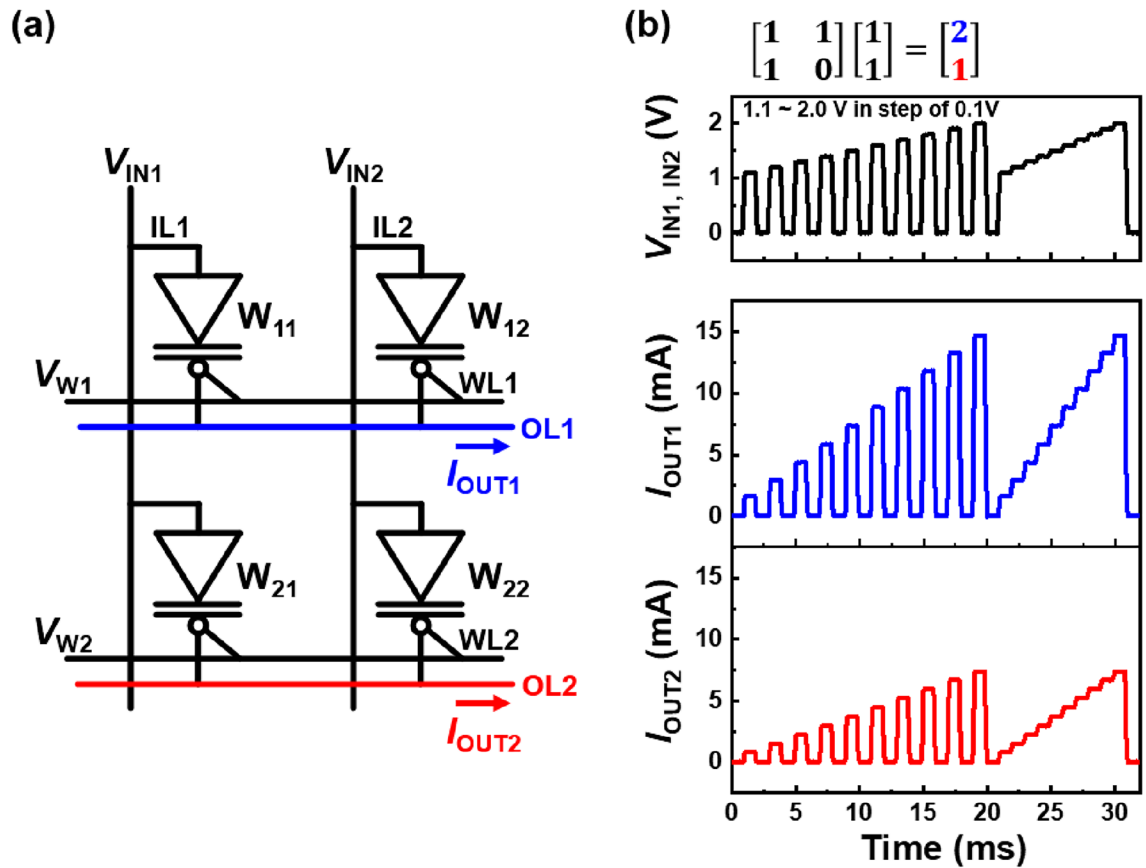 (a)
V_IN1 V_IN2
IL1 IL2
W_11 W_12
V_W1 WL1
OL1
I_OUT1
W_21 W_22
V_W2 WL2
OL2
I_OUT2
(b)
[1 1; 1 0] [1; 1] = [2; 1]
1.1 ~ 2.0 V in step of 0.1V
V_IN1, IN2 (V)
2
1
0
I_OUT1 (mA)
15
10
5
0
I_OUT2 (mA)
15
10
5
0
0 5 10 15 20 25 30
Time (ms)